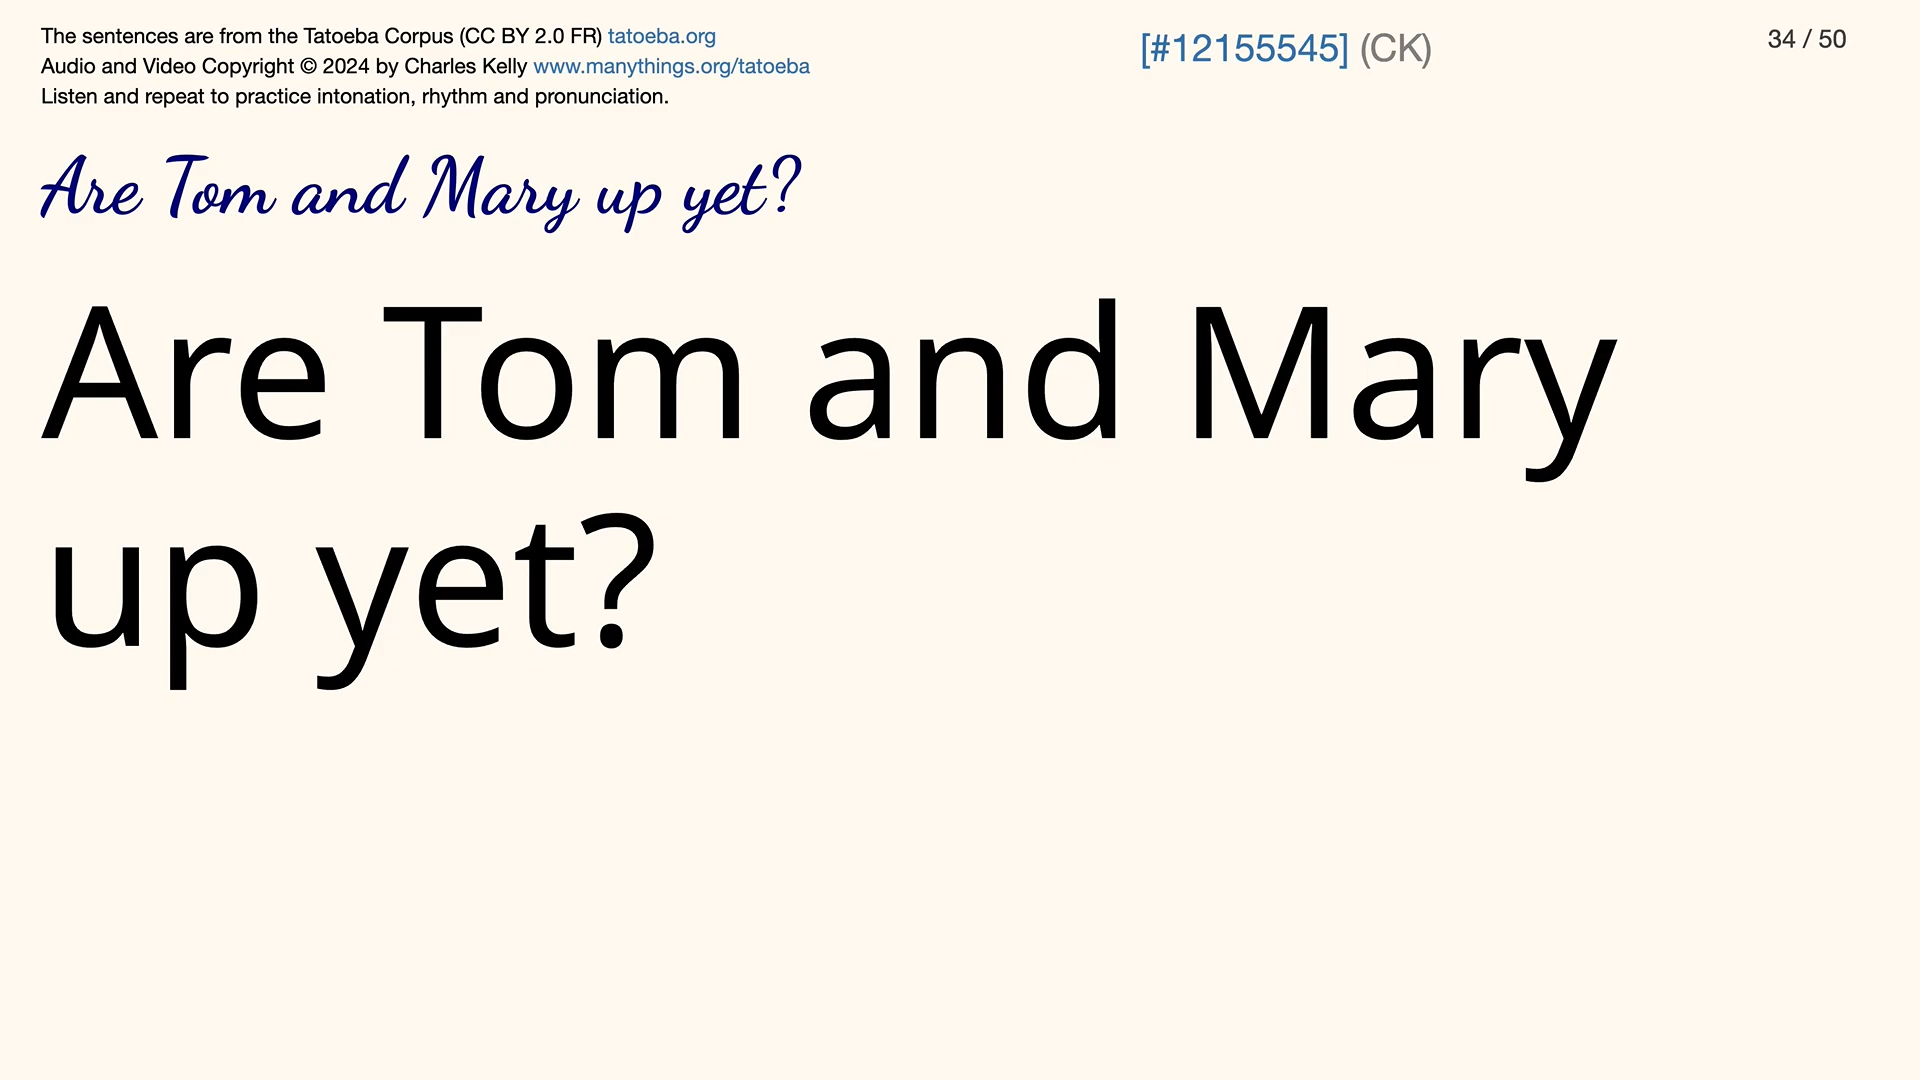 The sentences are from the Tatoeba Corpus (CC BY 2.0 FR) tatoeba.org
Audio and Video Copyright © 2024 by Charles Kelly www.manythings.org/tatoeba
Listen and repeat to practice intonation, rhythm and pronunciation.
[#12155545] (CK)
34 / 50
Are Tom and Mary up yet?
Are Tom and Mary
up yet?